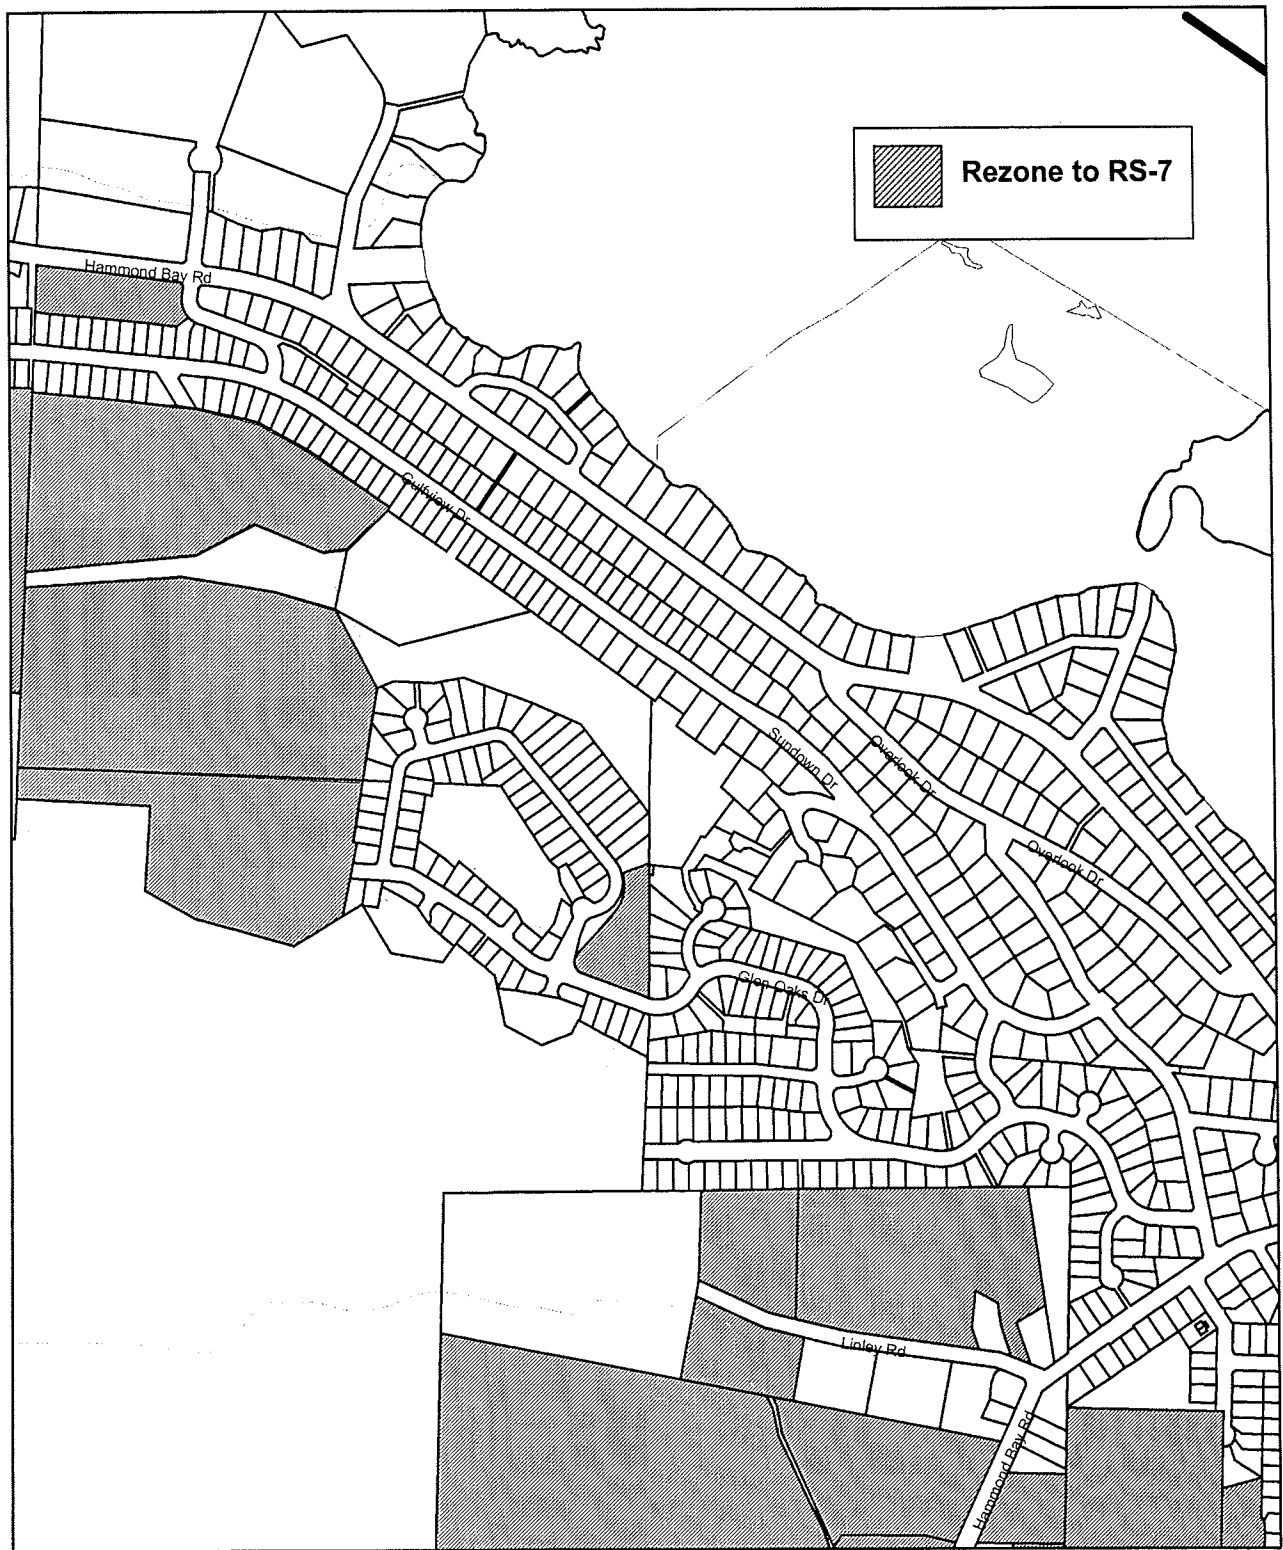 Rezone to RS-7
Hammond Bay Rd
Gulfview Dr
Sundown Dr
Overlook Dr
Overlook Dr
Glen Oaks Dr
Linley Rd
Hammond Bay Rd